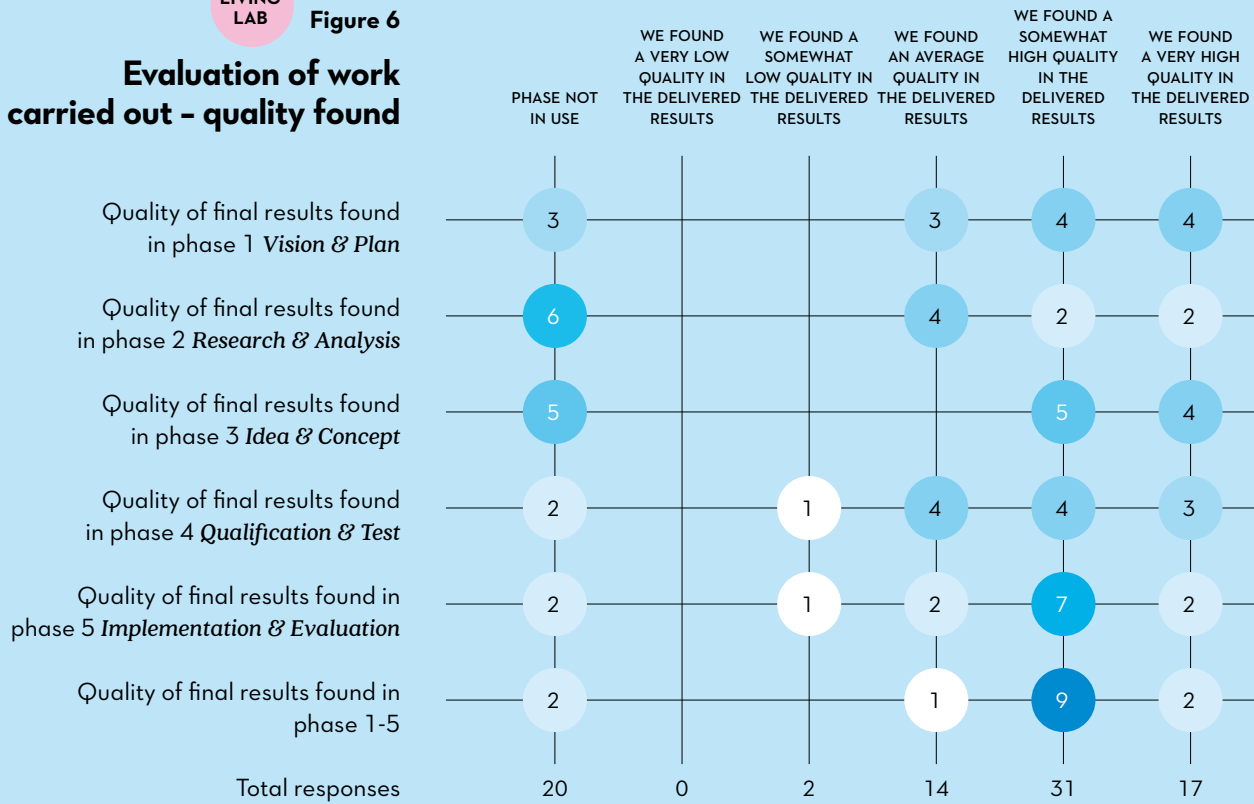 LIVING
LAB
Figure 6
Evaluation of work
carried out – quality found
PHASE NOT
IN USE
WE FOUND
A VERY LOW
QUALITY IN
THE DELIVERED
RESULTS
WE FOUND A
SOMEWHAT
LOW QUALITY IN
THE DELIVERED
RESULTS
WE FOUND
AN AVERAGE
QUALITY IN
THE DELIVERED
RESULTS
WE FOUND A
SOMEWHAT
HIGH QUALITY
IN THE
DELIVERED
RESULTS
WE FOUND
A VERY HIGH
QUALITY IN
THE DELIVERED
RESULTS
Quality of final results found
in phase 1 Vision & Plan
3 3 4 4
Quality of final results found
in phase 2 Research & Analysis
6 4 2 2
Quality of final results found
in phase 3 Idea & Concept
5 5 4
Quality of final results found
in phase 4 Qualification & Test
2 1 4 4 3
Quality of final results found in
phase 5 Implementation & Evaluation
2 1 2 7 2
Quality of final results found in
phase 1-5
2 1 9 2
Total responses 20 0 2 14 31 17